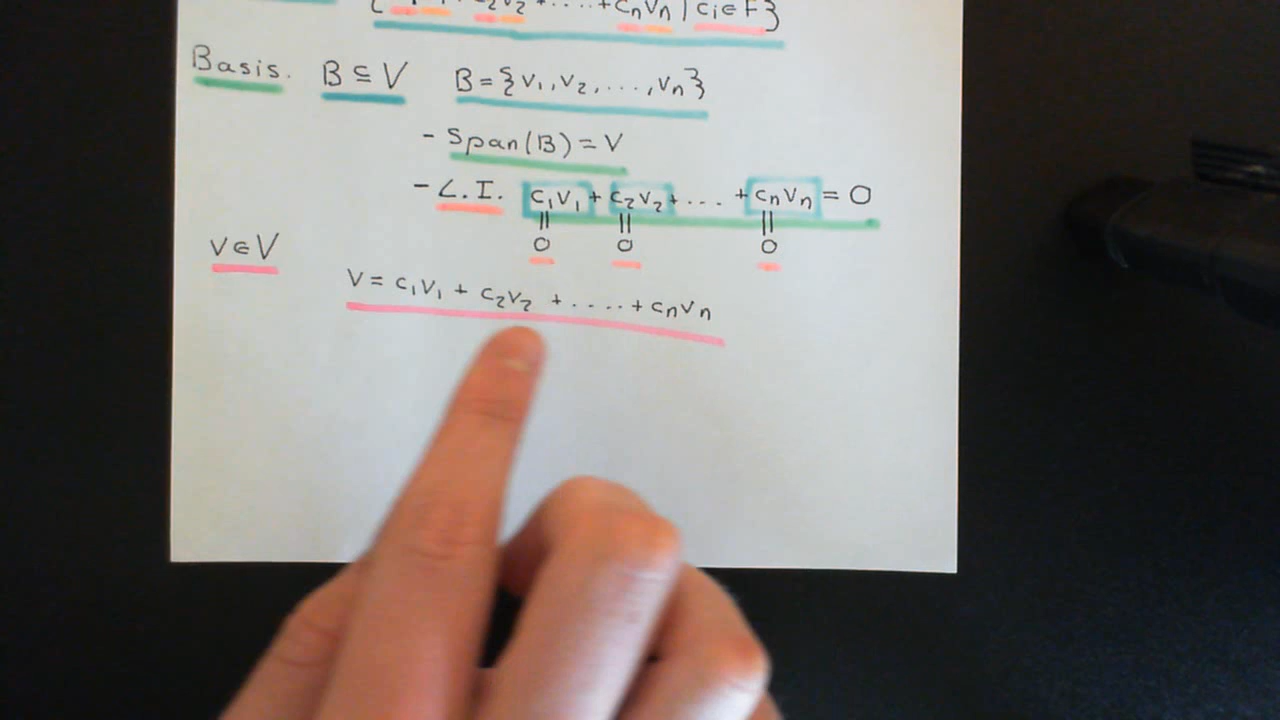 +....+cₙvₙ | cᵢ∈F}
Basis. B⊆V B={v₁,v₂,...,vₙ}
- Span(B)=V
- L.I. c₁v₁+c₂v₂+... +cₙvₙ=0
|| || ||
0 0 0
v∈V
v=c₁v₁+c₂v₂+....+cₙvₙ